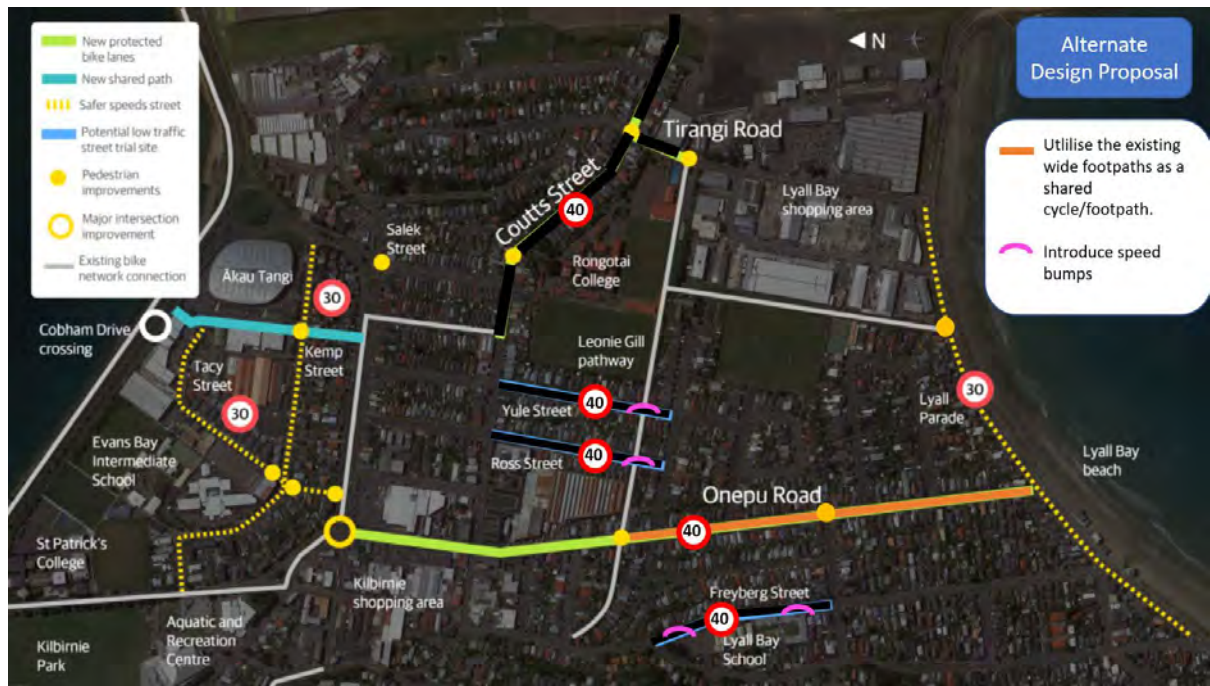 New protected
bike lanes
New shared path
Safer speeds street
Potential low traffic
street trial site
Pedestrian
improvements
Major intersection
improvement
Existing bike
network connection
N
Alternate
Design Proposal
Utlilise the existing
wide footpaths as a
shared
cycle/footpath.
Introduce speed
bumps
Tirangi Road
Coutts Street
40
Lyall Bay
shopping area
Salek
Street
Rongotai
College
Ākau Tangi
30
Cobham Drive
crossing
Kemp
Street
Tacy
Street
30
Leonie Gill
pathway
Yule Street
40
Ross Street
40
Lyall
Parade
30
Lyall Bay
beach
Evans Bay
Intermediate
School
Onepu Road
40
St Patrick's
College
Kilbirnie
shopping area
Freyberg Street
40
Lyall Bay
School
Aquatic and
Recreation
Centre
Kilbirnie
Park